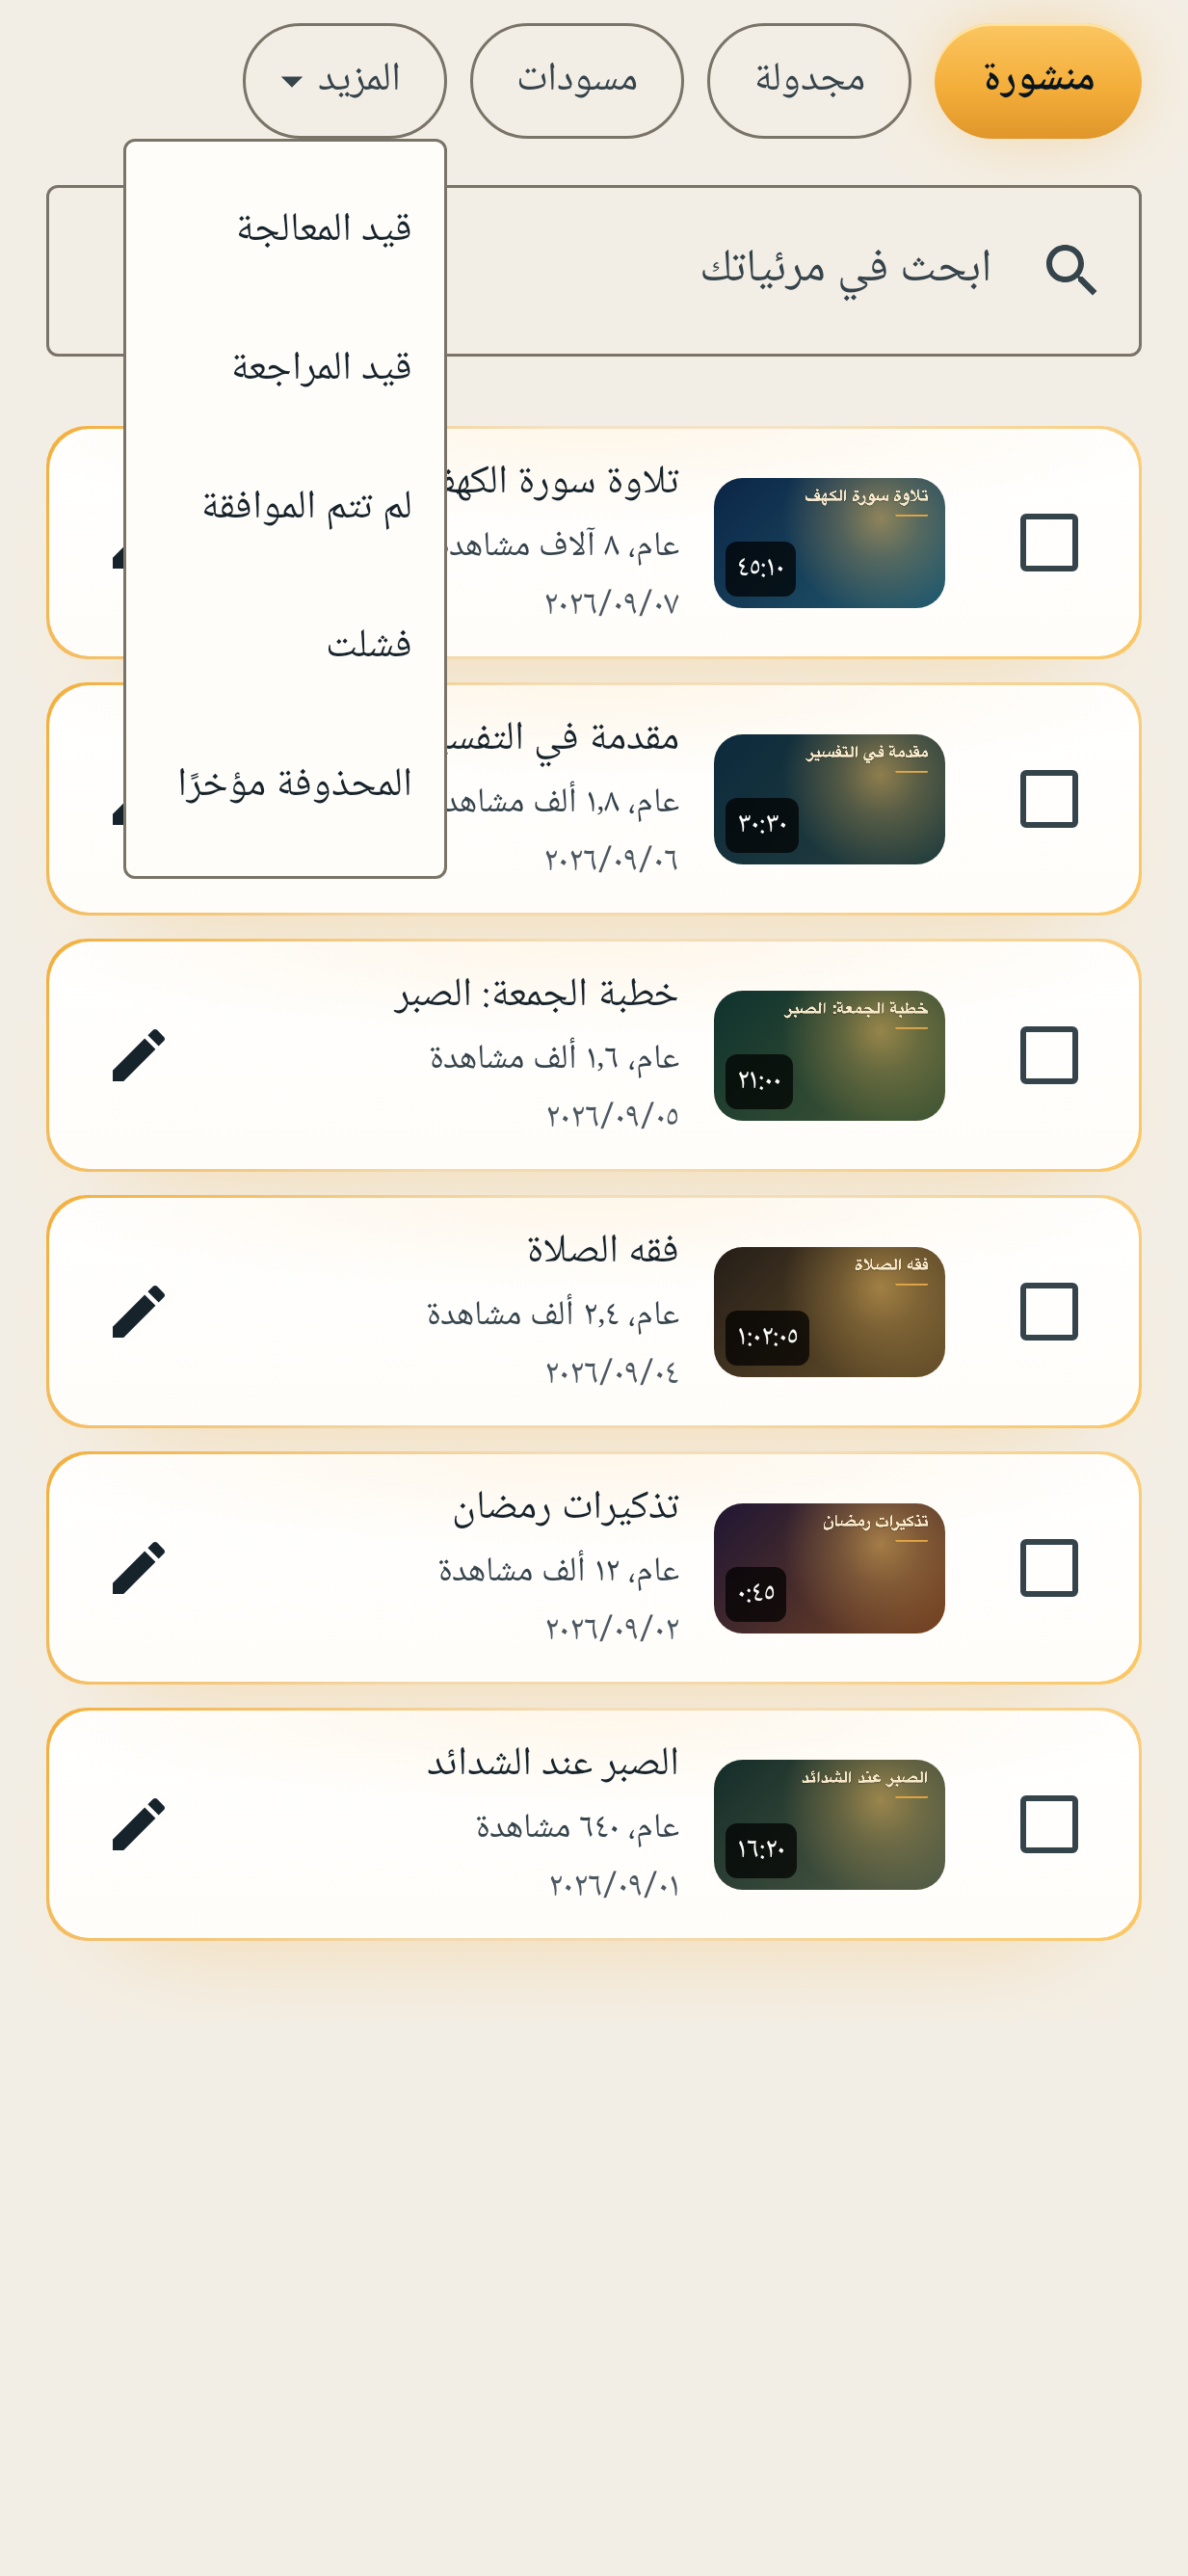 منشورة
مجدولة
مسودات
المزيد
قيد المعالجة
قيد المراجعة
لم تتم الموافقة
فشلت
المحذوفة مؤخرًا
ابحث في مرئياتك
تلاوة سورة الكهف
٤٥:١٠
تلاوة سورة الكهف
عام، ٨ آلاف مشاهدة
٢٠٢٦/٠٩/٠٧
مقدمة في التفسير
٣٠:٣٠
مقدمة في التفسير
عام، ١٫٨ ألف مشاهدة
٢٠٢٦/٠٩/٠٦
خطبة الجمعة: الصبر
٢١:٠٠
خطبة الجمعة: الصبر
عام، ١٫٦ ألف مشاهدة
٢٠٢٦/٠٩/٠٥
فقه الصلاة
١:٠٢:٠٥
فقه الصلاة
عام، ٢٫٤ ألف مشاهدة
٢٠٢٦/٠٩/٠٤
تذكيرات رمضان
٠:٤٥
تذكيرات رمضان
عام، ١٢ ألف مشاهدة
٢٠٢٦/٠٩/٠٢
الصبر عند الشدائد
١٦:٢٠
الصبر عند الشدائد
عام، ٦٤٠ مشاهدة
٢٠٢٦/٠٩/٠١